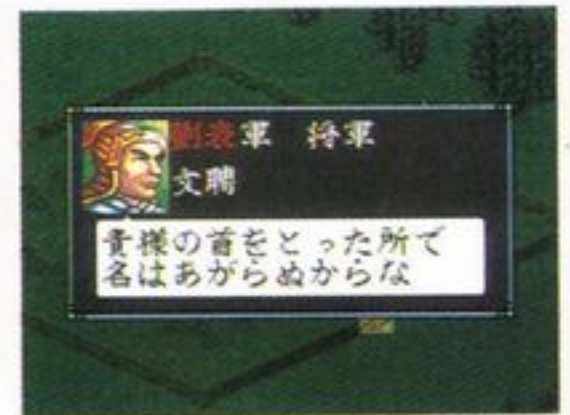 劉表軍　将軍
文聘
貴様の首をとった所で
名はあがらぬからな